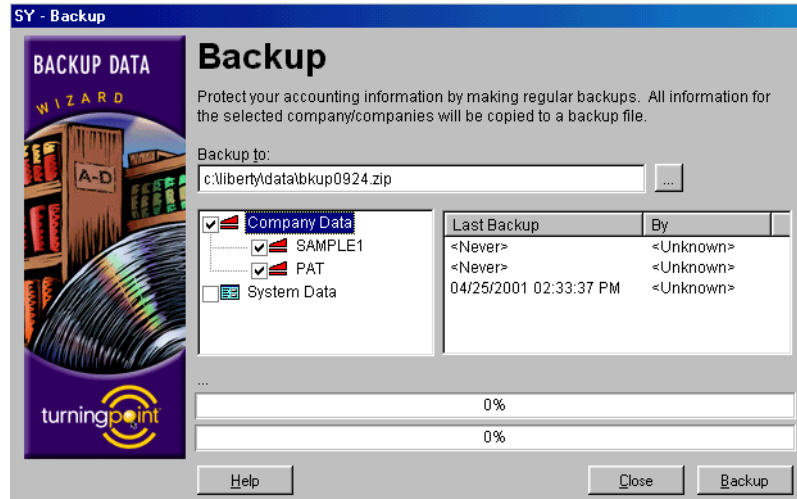 SY - Backup
BACKUP DATA
WIZARD
A-D
turningpoint
Backup
Protect your accounting information by making regular backups. All information for
the selected company/companies will be copied to a backup file.
Backup to:
c:\liberty\data\bkup0924.zip
...
Company Data
SAMPLE1
PAT
System Data
Last Backup By
<Never> <Unknown>
<Never> <Unknown>
04/25/2001 02:33:37 PM <Unknown>
...
0%
0%
Help Close Backup